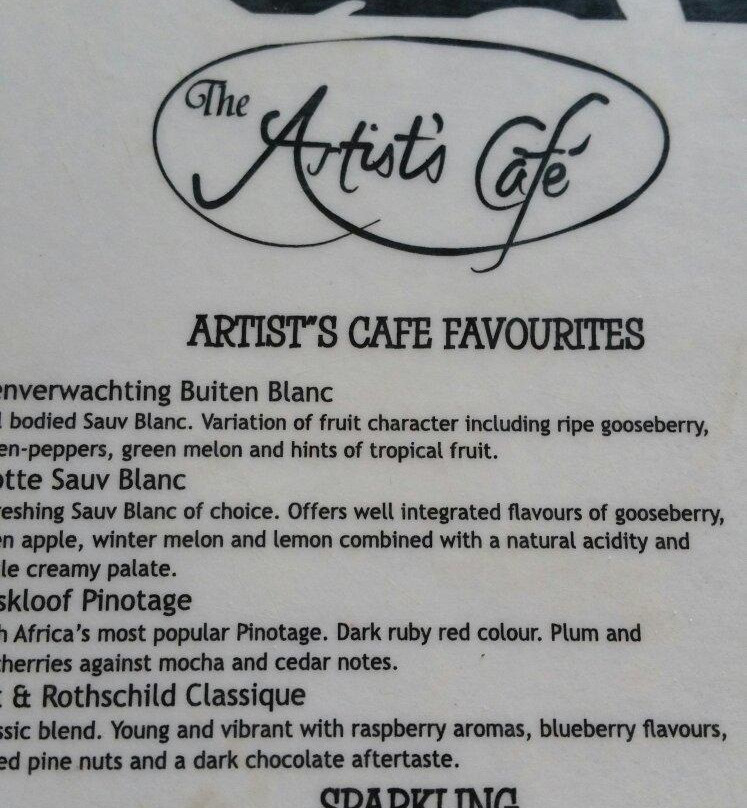 The Artist's Café
ARTIST"S CAFE FAVOURITES
enverwachting Buiten Blanc
l bodied Sauv Blanc. Variation of fruit character including ripe gooseberry,
en-peppers, green melon and hints of tropical fruit.
otte Sauv Blanc
reshing Sauv Blanc of choice. Offers well integrated flavours of gooseberry,
en apple, winter melon and lemon combined with a natural acidity and
le creamy palate.
skloof Pinotage
h Africa's most popular Pinotage. Dark ruby red colour. Plum and
cherries against mocha and cedar notes.
t & Rothschild Classique
ssic blend. Young and vibrant with raspberry aromas, blueberry flavours,
ed pine nuts and a dark chocolate aftertaste.
SPARKLING